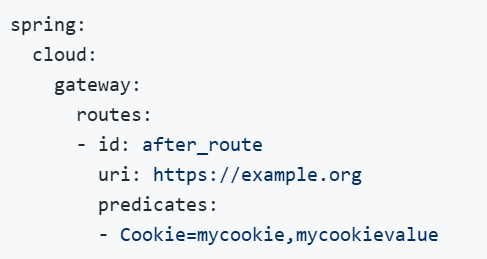 spring:
  cloud:
    gateway:
      routes:
      - id: after_route
        uri: https://example.org
        predicates:
        - Cookie=mycookie,mycookievalue